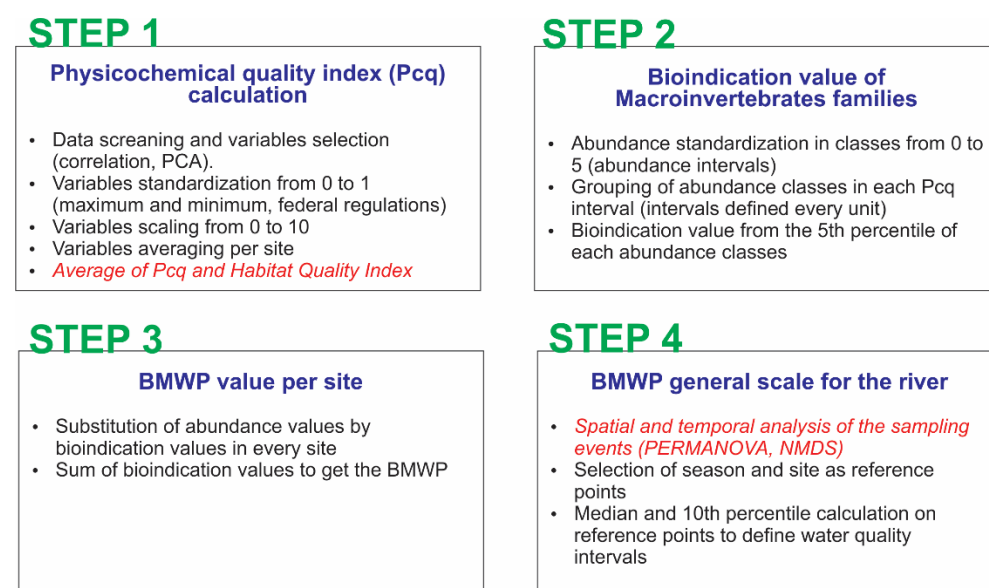 STEP 1
Physicochemical quality index (Pcq)
calculation
• Data screaning and variables selection
(correlation, PCA).
• Variables standardization from 0 to 1
(maximum and minimum, federal regulations)
• Variables scaling from 0 to 10
• Variables averaging per site
• Average of Pcq and Habitat Quality Index
STEP 2
Bioindication value of
Macroinvertebrates families
• Abundance standardization in classes from 0 to
5 (abundance intervals)
• Grouping of abundance classes in each Pcq
interval (intervals defined every unit)
• Bioindication value from the 5th percentile of
each abundance classes
STEP 3
BMWP value per site
• Substitution of abundance values by
bioindication values in every site
• Sum of bioindication values to get the BMWP
STEP 4
BMWP general scale for the river
• Spatial and temporal analysis of the sampling
events (PERMANOVA, NMDS)
• Selection of season and site as reference
points
• Median and 10th percentile calculation on
reference points to define water quality
intervals